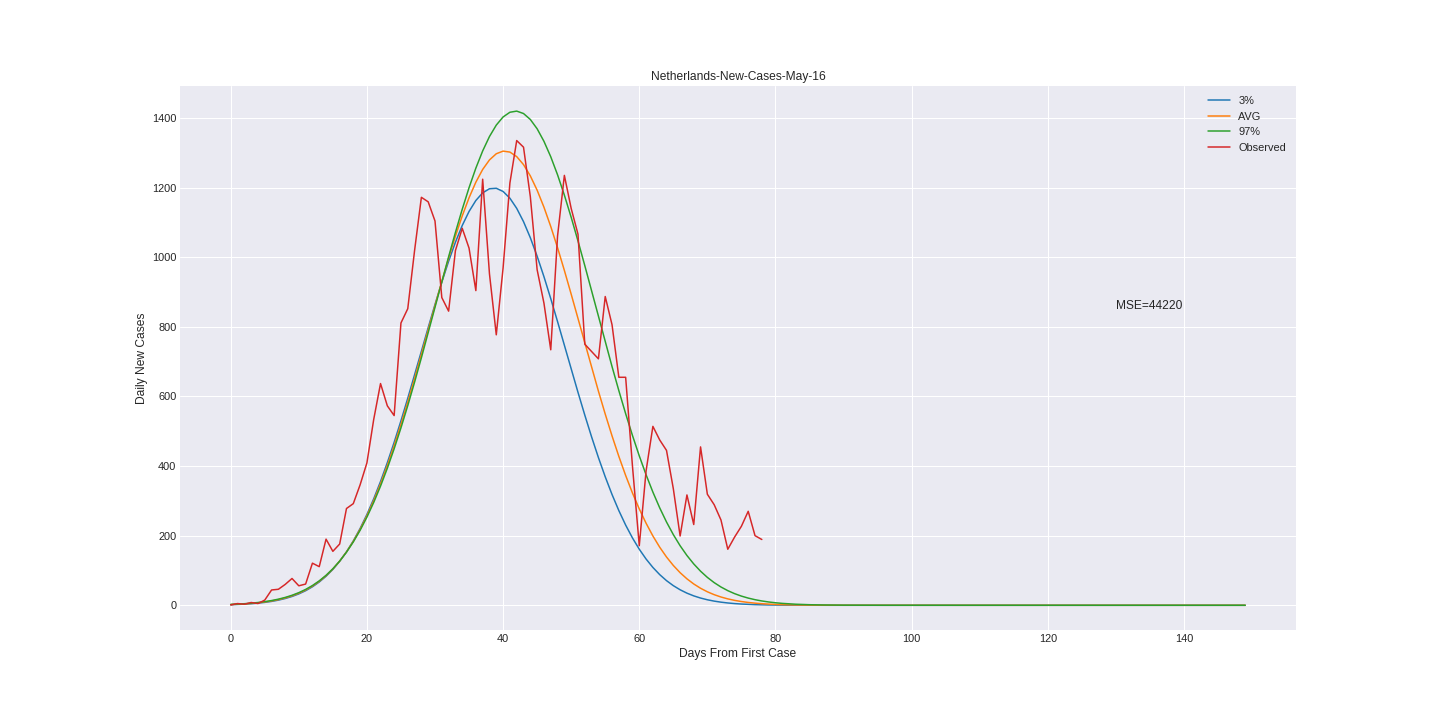 Netherlands-New-Cases-May-16
3%
AVG
97%
Observed
1400
1200
1000
800
600
400
200
0
Daily New Cases
MSE=44220
0 20 40 60 80 100 120 140
Days From First Case